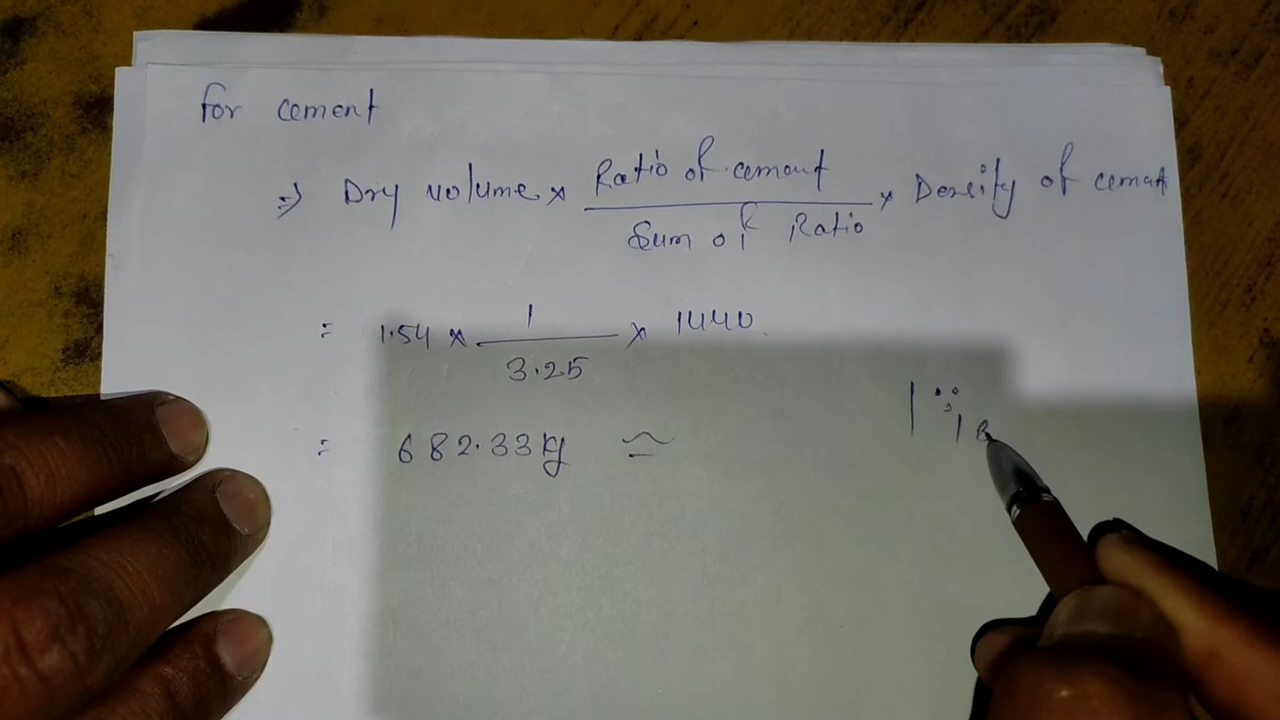 for cement
⇒ Dry volume × Ratio of cement / Sum of Ratio × Density of cement
= 1.54 × 1 / 3.25 × 1440
= 682.33 kg ≃